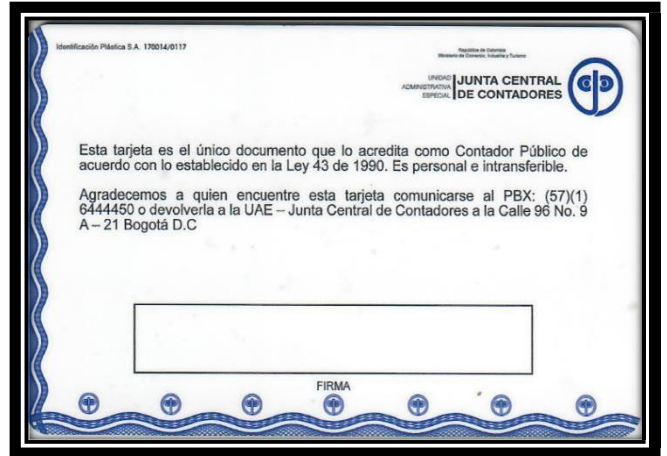 Identificación Plástica S.A. 170014/0117
República de Colombia
Ministerio de Comercio, Industria y Turismo
UNIDAD
ADMINISTRATIVA
ESPECIAL
JUNTA CENTRAL
DE CONTADORES
Esta tarjeta es el único documento que lo acredita como Contador Público de
acuerdo con lo establecido en la Ley 43 de 1990. Es personal e intransferible.
Agradecemos a quien encuentre esta tarjeta comunicarse al PBX: (57)(1)
6444450 o devolverla a la UAE – Junta Central de Contadores a la Calle 96 No. 9
A – 21 Bogotá D.C
FIRMA